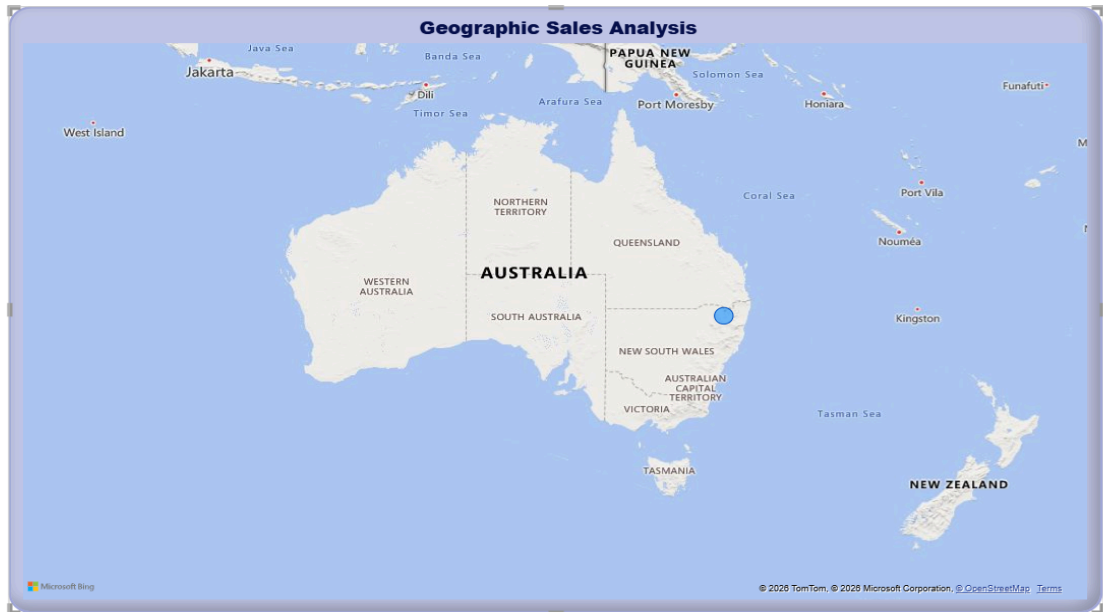 Geographic Sales Analysis
Java Sea
Banda Sea
PAPUA NEW
GUINEA
Jakarta
Solomon Sea
Dili
Arafura Sea
Port Moresby
Honiara
Funafuti
Timor Sea
West Island
M
NORTHERN
TERRITORY
Coral Sea
Port Vila
QUEENSLAND
Nouméa
AUSTRALIA
WESTERN
AUSTRALIA
SOUTH AUSTRALIA
Kingston
NEW SOUTH WALES
AUSTRALIAN
CAPITAL
TERRITORY
VICTORIA
Tasman Sea
TASMANIA
NEW ZEALAND
Microsoft Bing
© 2026 TomTom, © 2026 Microsoft Corporation, © OpenStreetMap Terms